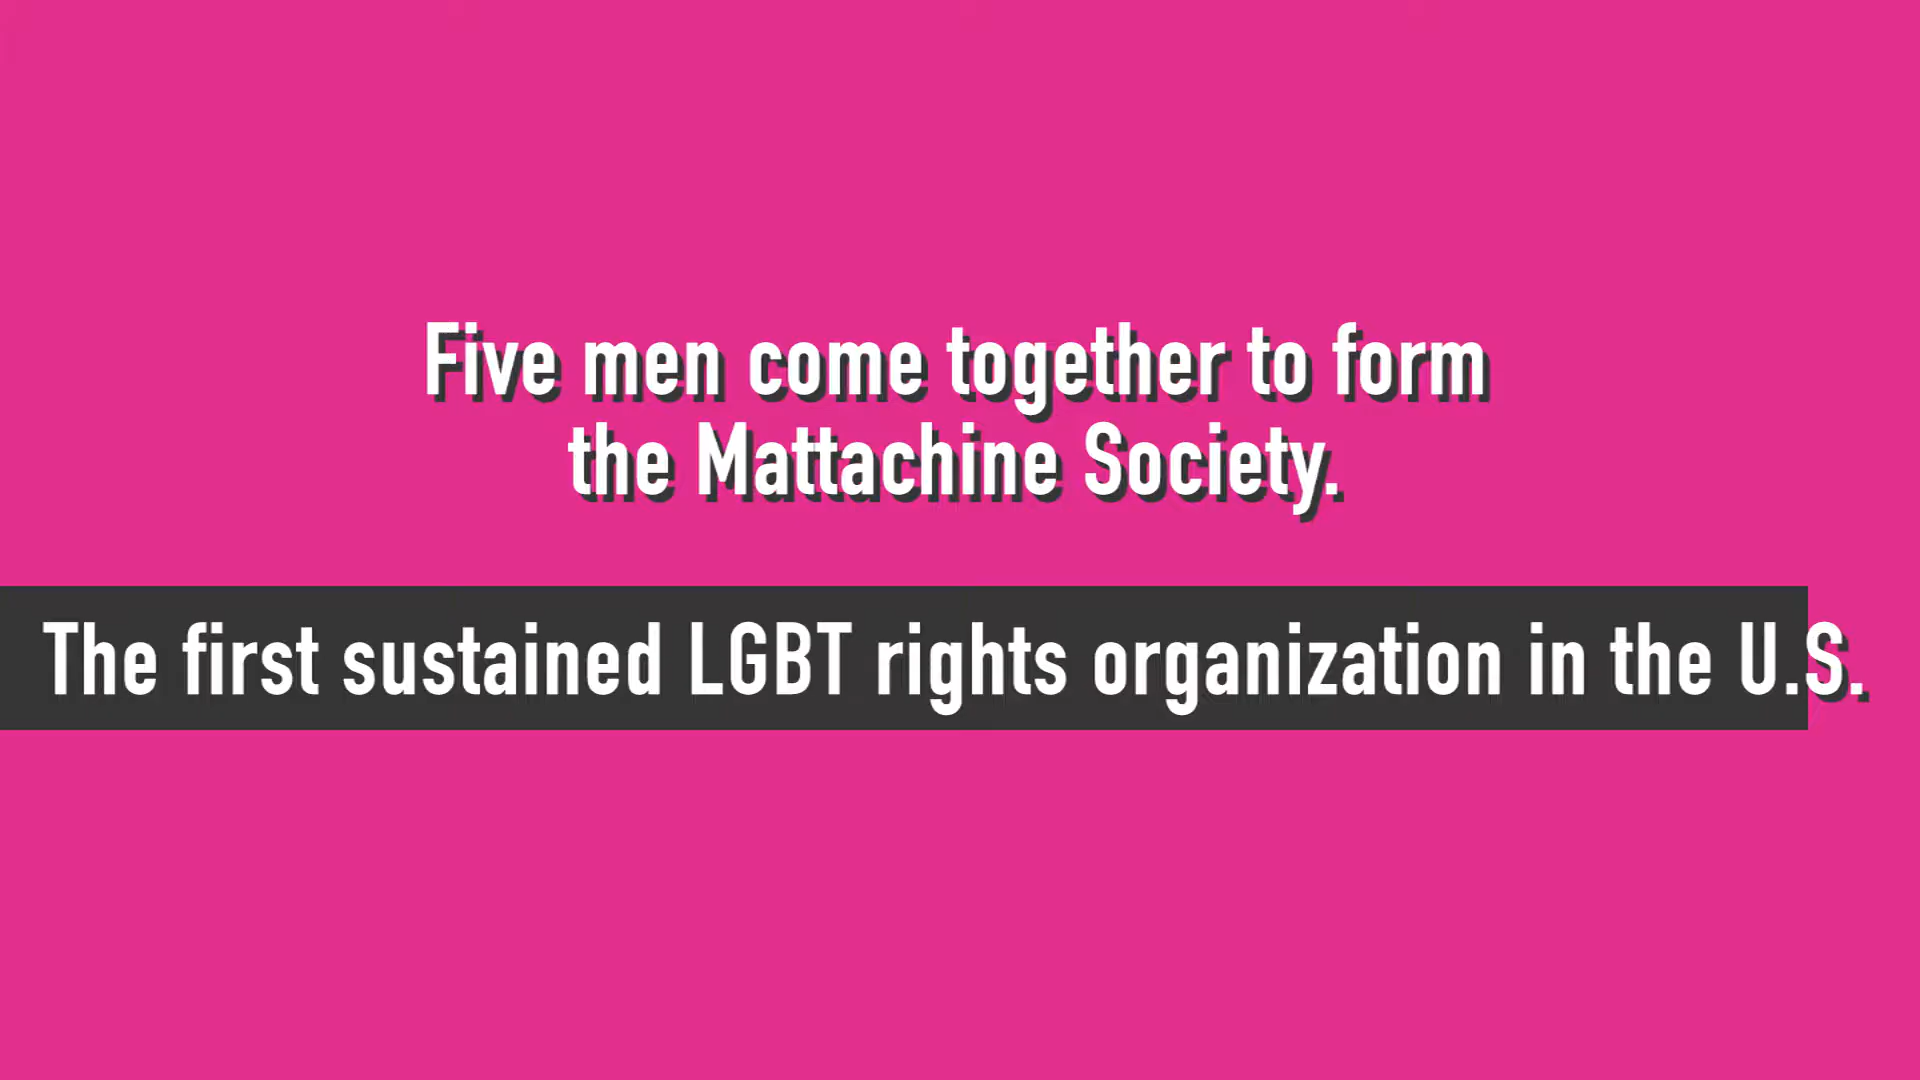 Five men come together to form
the Mattachine Society.
The first sustained LGBT rights organization in the U.S.